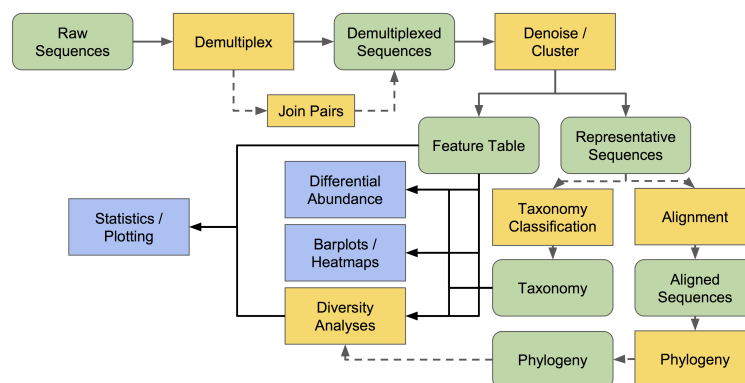 Raw
Sequences
Demultiplex
Demultiplexed
Sequences
Denoise /
Cluster
Join Pairs
Feature Table
Representative
Sequences
Differential
Abundance
Statistics /
Plotting
Taxonomy
Classification
Alignment
Barplots /
Heatmaps
Taxonomy
Aligned
Sequences
Diversity
Analyses
Phylogeny
Phylogeny